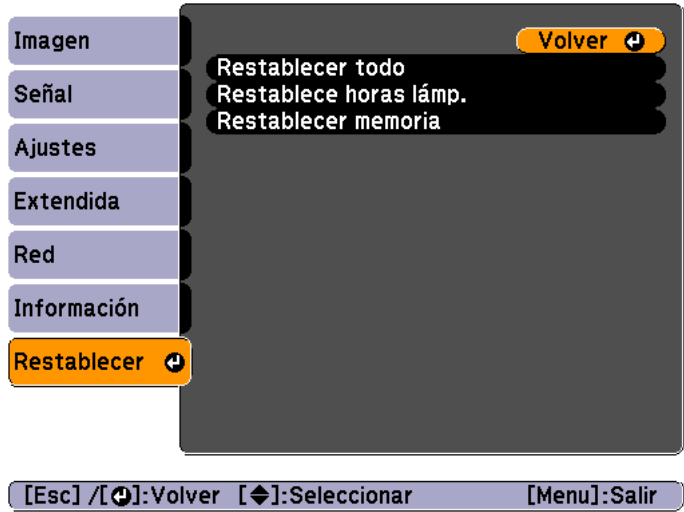 Imagen
Señal
Ajustes
Extendida
Red
Información
Restablecer
Volver
Restablecer todo
Restablece horas lámp.
Restablecer memoria
[Esc] /[]:Volver []:Seleccionar [Menu]:Salir